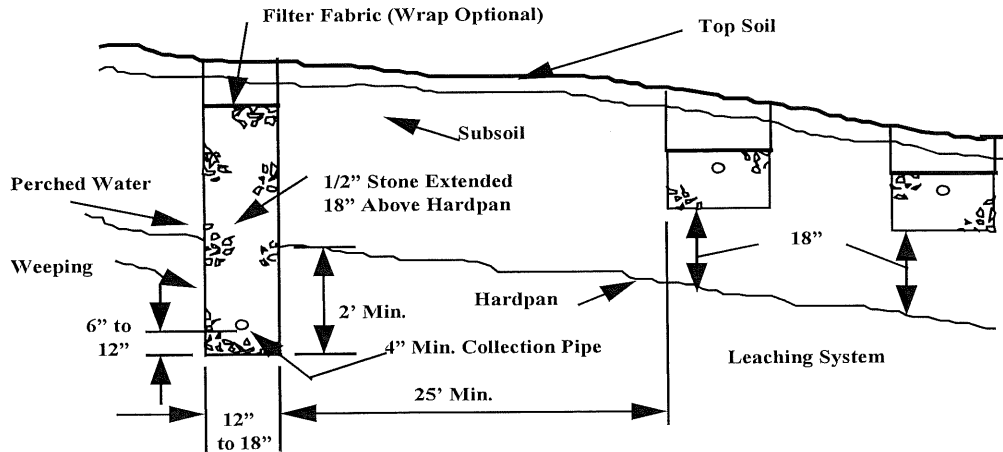 Filter Fabric (Wrap Optional)
Top Soil
Subsoil
Perched Water
1/2” Stone Extended
18” Above Hardpan
Weeping
18”
Hardpan
2’ Min.
6” to
12”
4” Min. Collection Pipe
Leaching System
25’ Min.
12”
to 18”